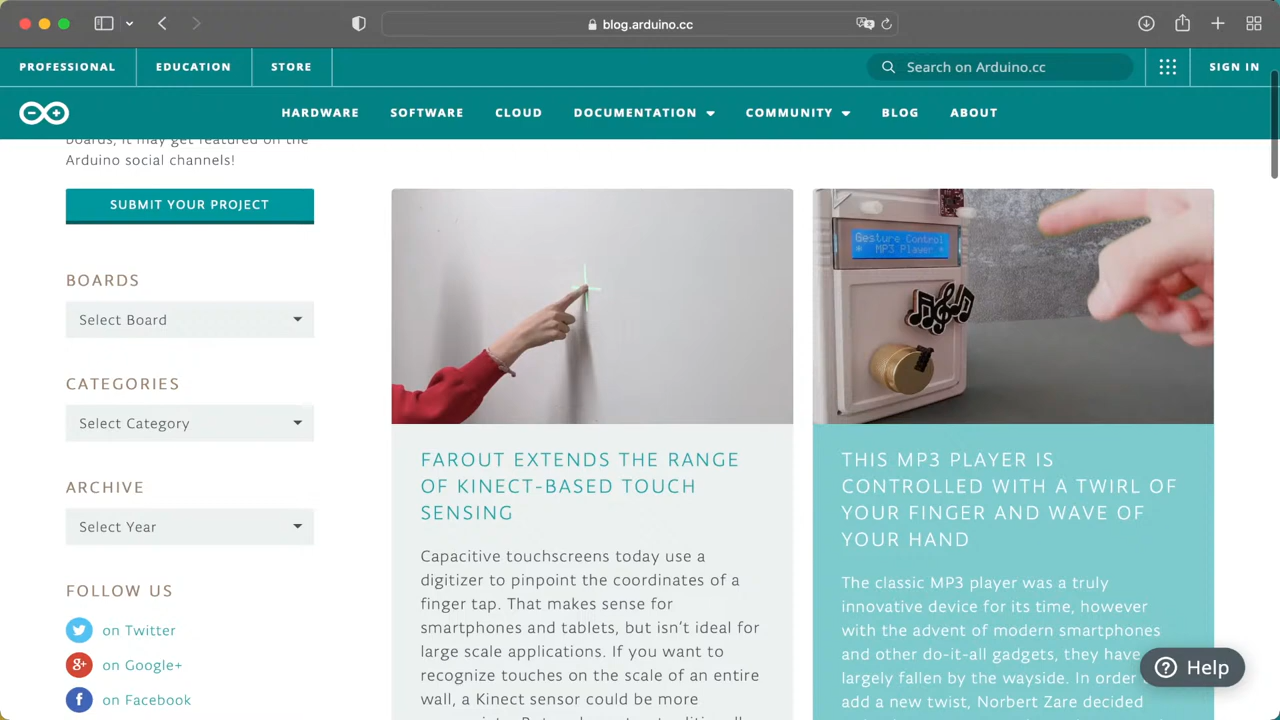 blog.arduino.cc
PROFESSIONAL
EDUCATION
STORE
Search on Arduino.cc
SIGN IN
HARDWARE
SOFTWARE
CLOUD
DOCUMENTATION
COMMUNITY
BLOG
ABOUT
boards, it may get featured on the
Arduino social channels!
SUBMIT YOUR PROJECT
BOARDS
Select Board
CATEGORIES
Select Category
ARCHIVE
Select Year
FOLLOW US
on Twitter
on Google+
on Facebook
FAROUT EXTENDS THE RANGE
OF KINECT-BASED TOUCH
SENSING
Capacitive touchscreens today use a
digitizer to pinpoint the coordinates of a
finger tap. That makes sense for
smartphones and tablets, but isn't ideal for
large scale applications. If you want to
recognize touches on the scale of an entire
wall, a Kinect sensor could be more
Gesture Control
* MP3 Player *
THIS MP3 PLAYER IS
CONTROLLED WITH A TWIRL OF
YOUR FINGER AND WAVE OF
YOUR HAND
The classic MP3 player was a truly
innovative device for its time, however
with the advent of modern smartphones
and other do-it-all gadgets, they have
largely fallen by the wayside. In order
add a new twist, Norbert Zare decided
Help